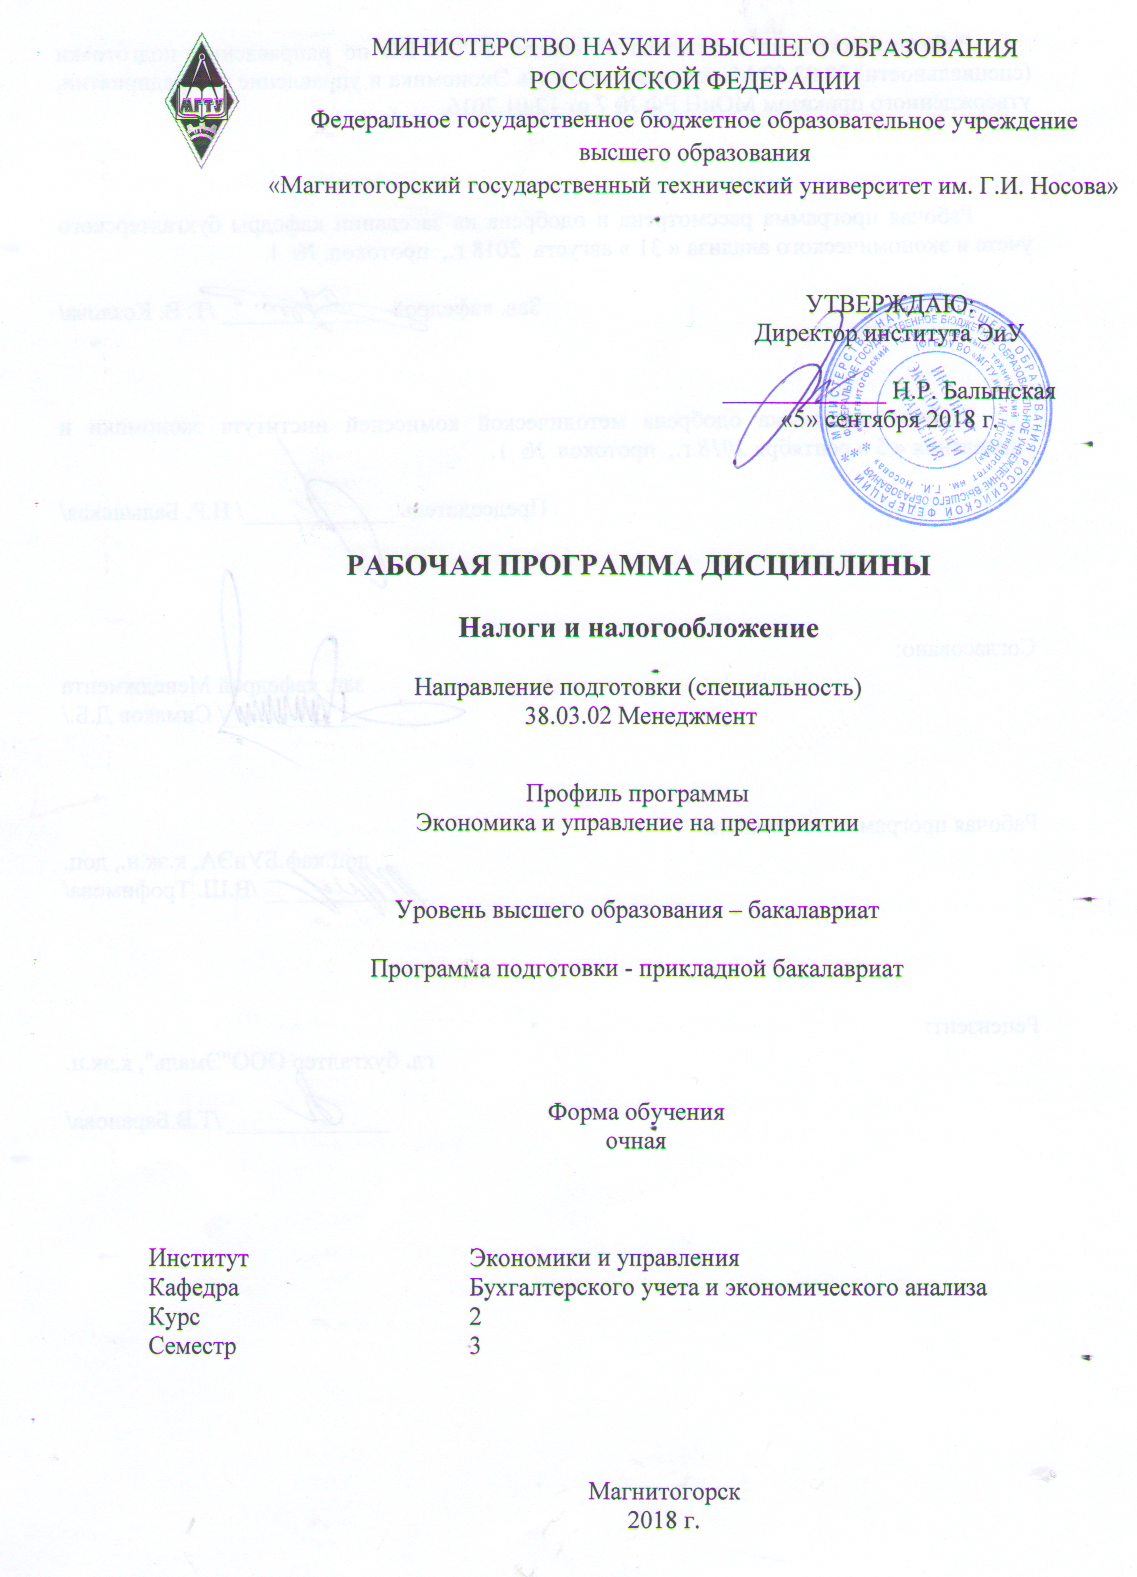 МГТУ
МИНИСТЕРСТВО НАУКИ И ВЫСШЕГО ОБРАЗОВАНИЯ
РОССИЙСКОЙ ФЕДЕРАЦИИ
Федеральное государственное бюджетное образовательное учреждение
высшего образования
«Магнитогорский государственный технический университет им. Г.И. Носова»
УТВЕРЖДАЮ:
Директор института ЭиУ
Н.Р. Балынская
«5» сентября 2018 г.
РАБОЧАЯ ПРОГРАММА ДИСЦИПЛИНЫ
Налоги и налогообложение
Направление подготовки (специальность)
38.03.02 Менеджмент
Профиль программы
Экономика и управление на предприятии
Уровень высшего образования – бакалавриат
Программа подготовки - прикладной бакалавриат
Форма обучения
очная
Институт Экономики и управления
Кафедра Бухгалтерского учета и экономического анализа
Курс 2
Семестр 3
Магнитогорск
2018 г.